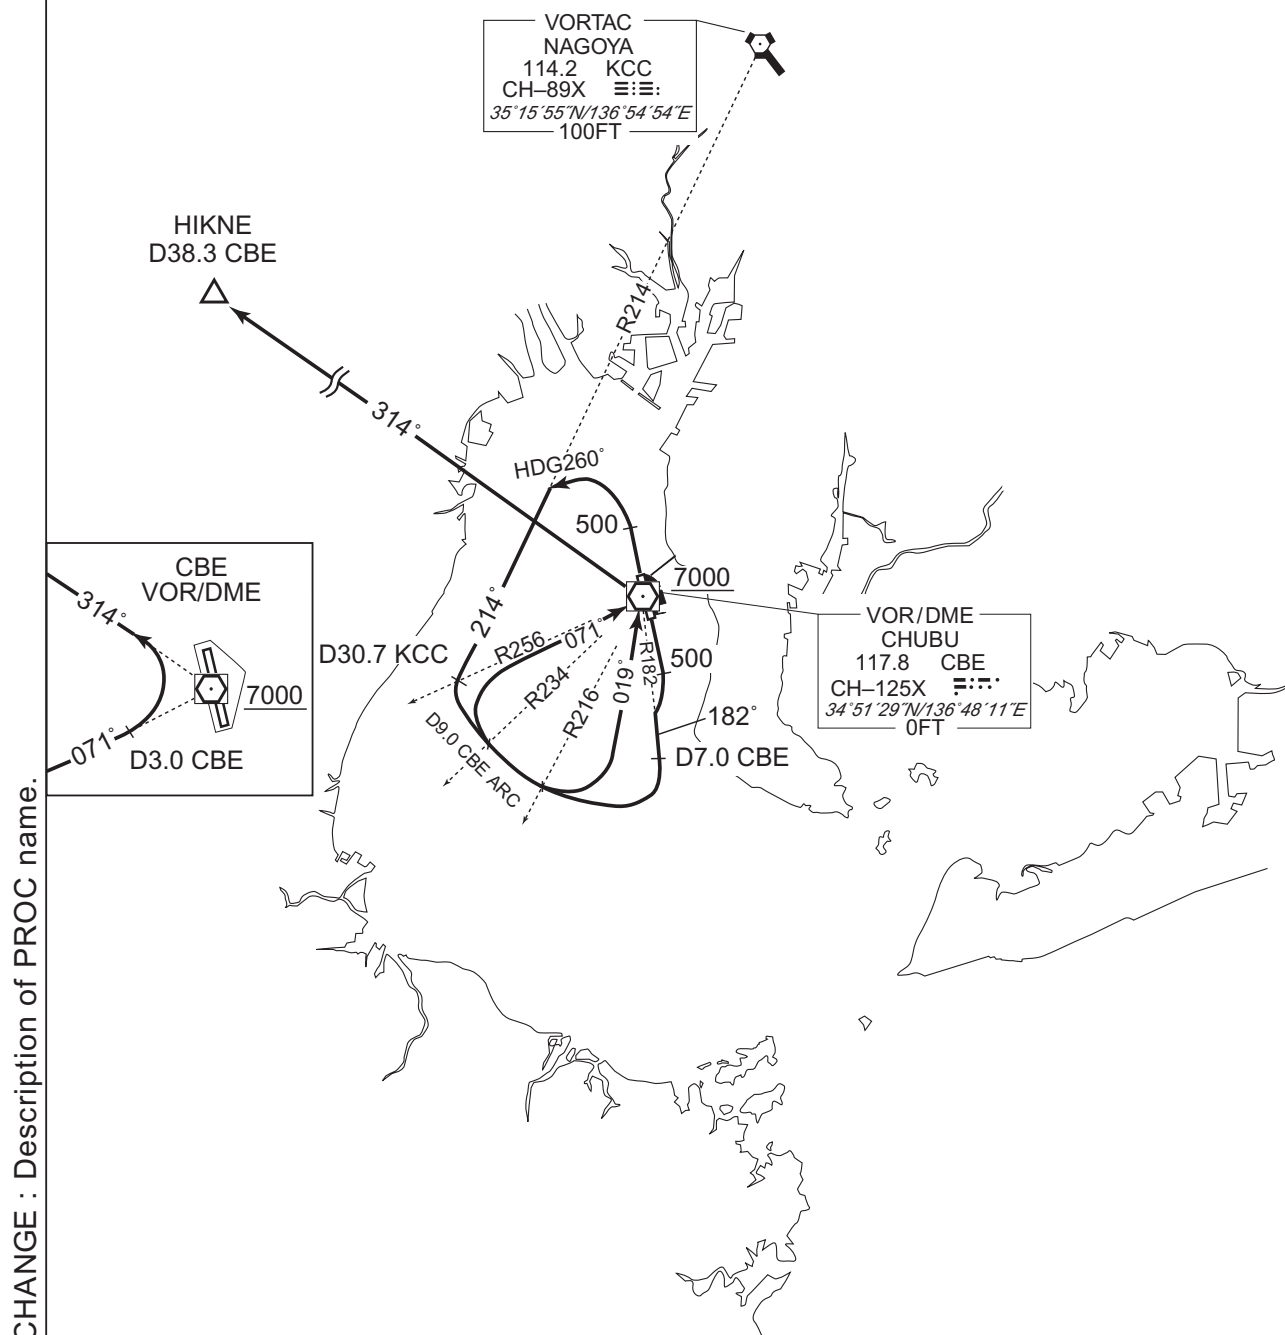 VORTAC
NAGOYA
114.2 KCC
CH–89X
35°15´55˝N/136°54´54˝E
100FT
HIKNE
D38.3 CBE
R214
314°
HDG260°
500
7000
CBE
VOR/DME
314°
7000
071°
D3.0 CBE
VOR/DME
CHUBU
117.8 CBE
CH–125X
34°51´29˝N/136°48´11˝E
0FT
214°
D30.7 KCC
R256
071°
R234
R216
019°
R182
500
182°
D7.0 CBE
D9.0 CBE ARC
CHANGE : Description of PROC name.